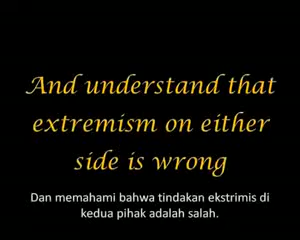 And understand that
extremism on either
side is wrong
Dan memahami bahwa tindakan ekstrimis di
kedua pihak adalah salah.